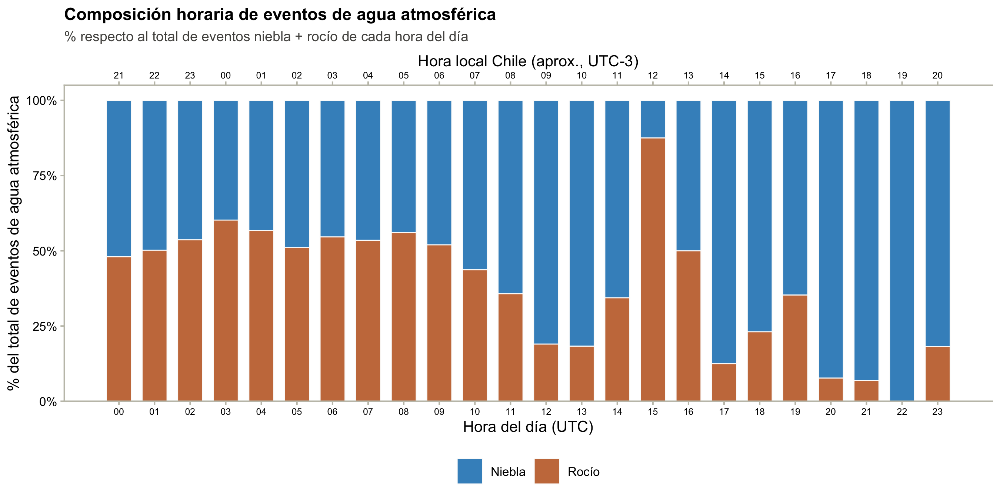 Composición horaria de eventos de agua atmosférica
% respecto al total de eventos niebla + rocío de cada hora del día
Hora local Chile (aprox., UTC-3)
21 22 23 00 01 02 03 04 05 06 07 08 09 10 11 12 13 14 15 16 17 18 19 20
% del total de eventos de agua atmosférica
100%
75%
50%
25%
0%
00 01 02 03 04 05 06 07 08 09 10 11 12 13 14 15 16 17 18 19 20 21 22 23
Hora del día (UTC)
Niebla Rocío